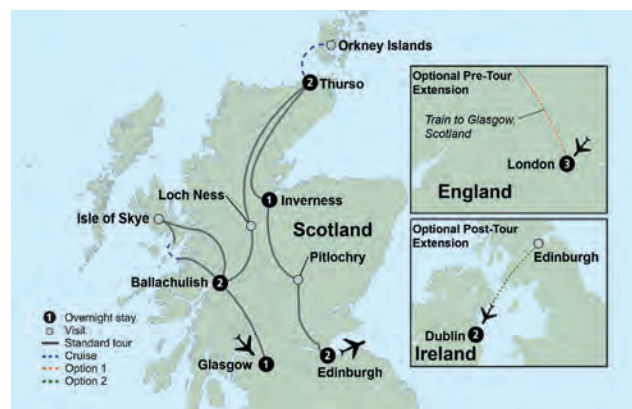 Orkney Islands
2
Thurso
Loch Ness
1
Inverness
Isle of Skye
Scotland
Pitlochry
Ballachulish
2
Glasgow
1
2
Edinburgh
1 Overnight stay
Visit
Standard tour
Cruise
Option 1
Option 2
Optional Pre-Tour
Extension
Train to Glasgow,
Scotland
London
3
England
Optional Post-Tour
Extension
Edinburgh
Dublin
2
Ireland